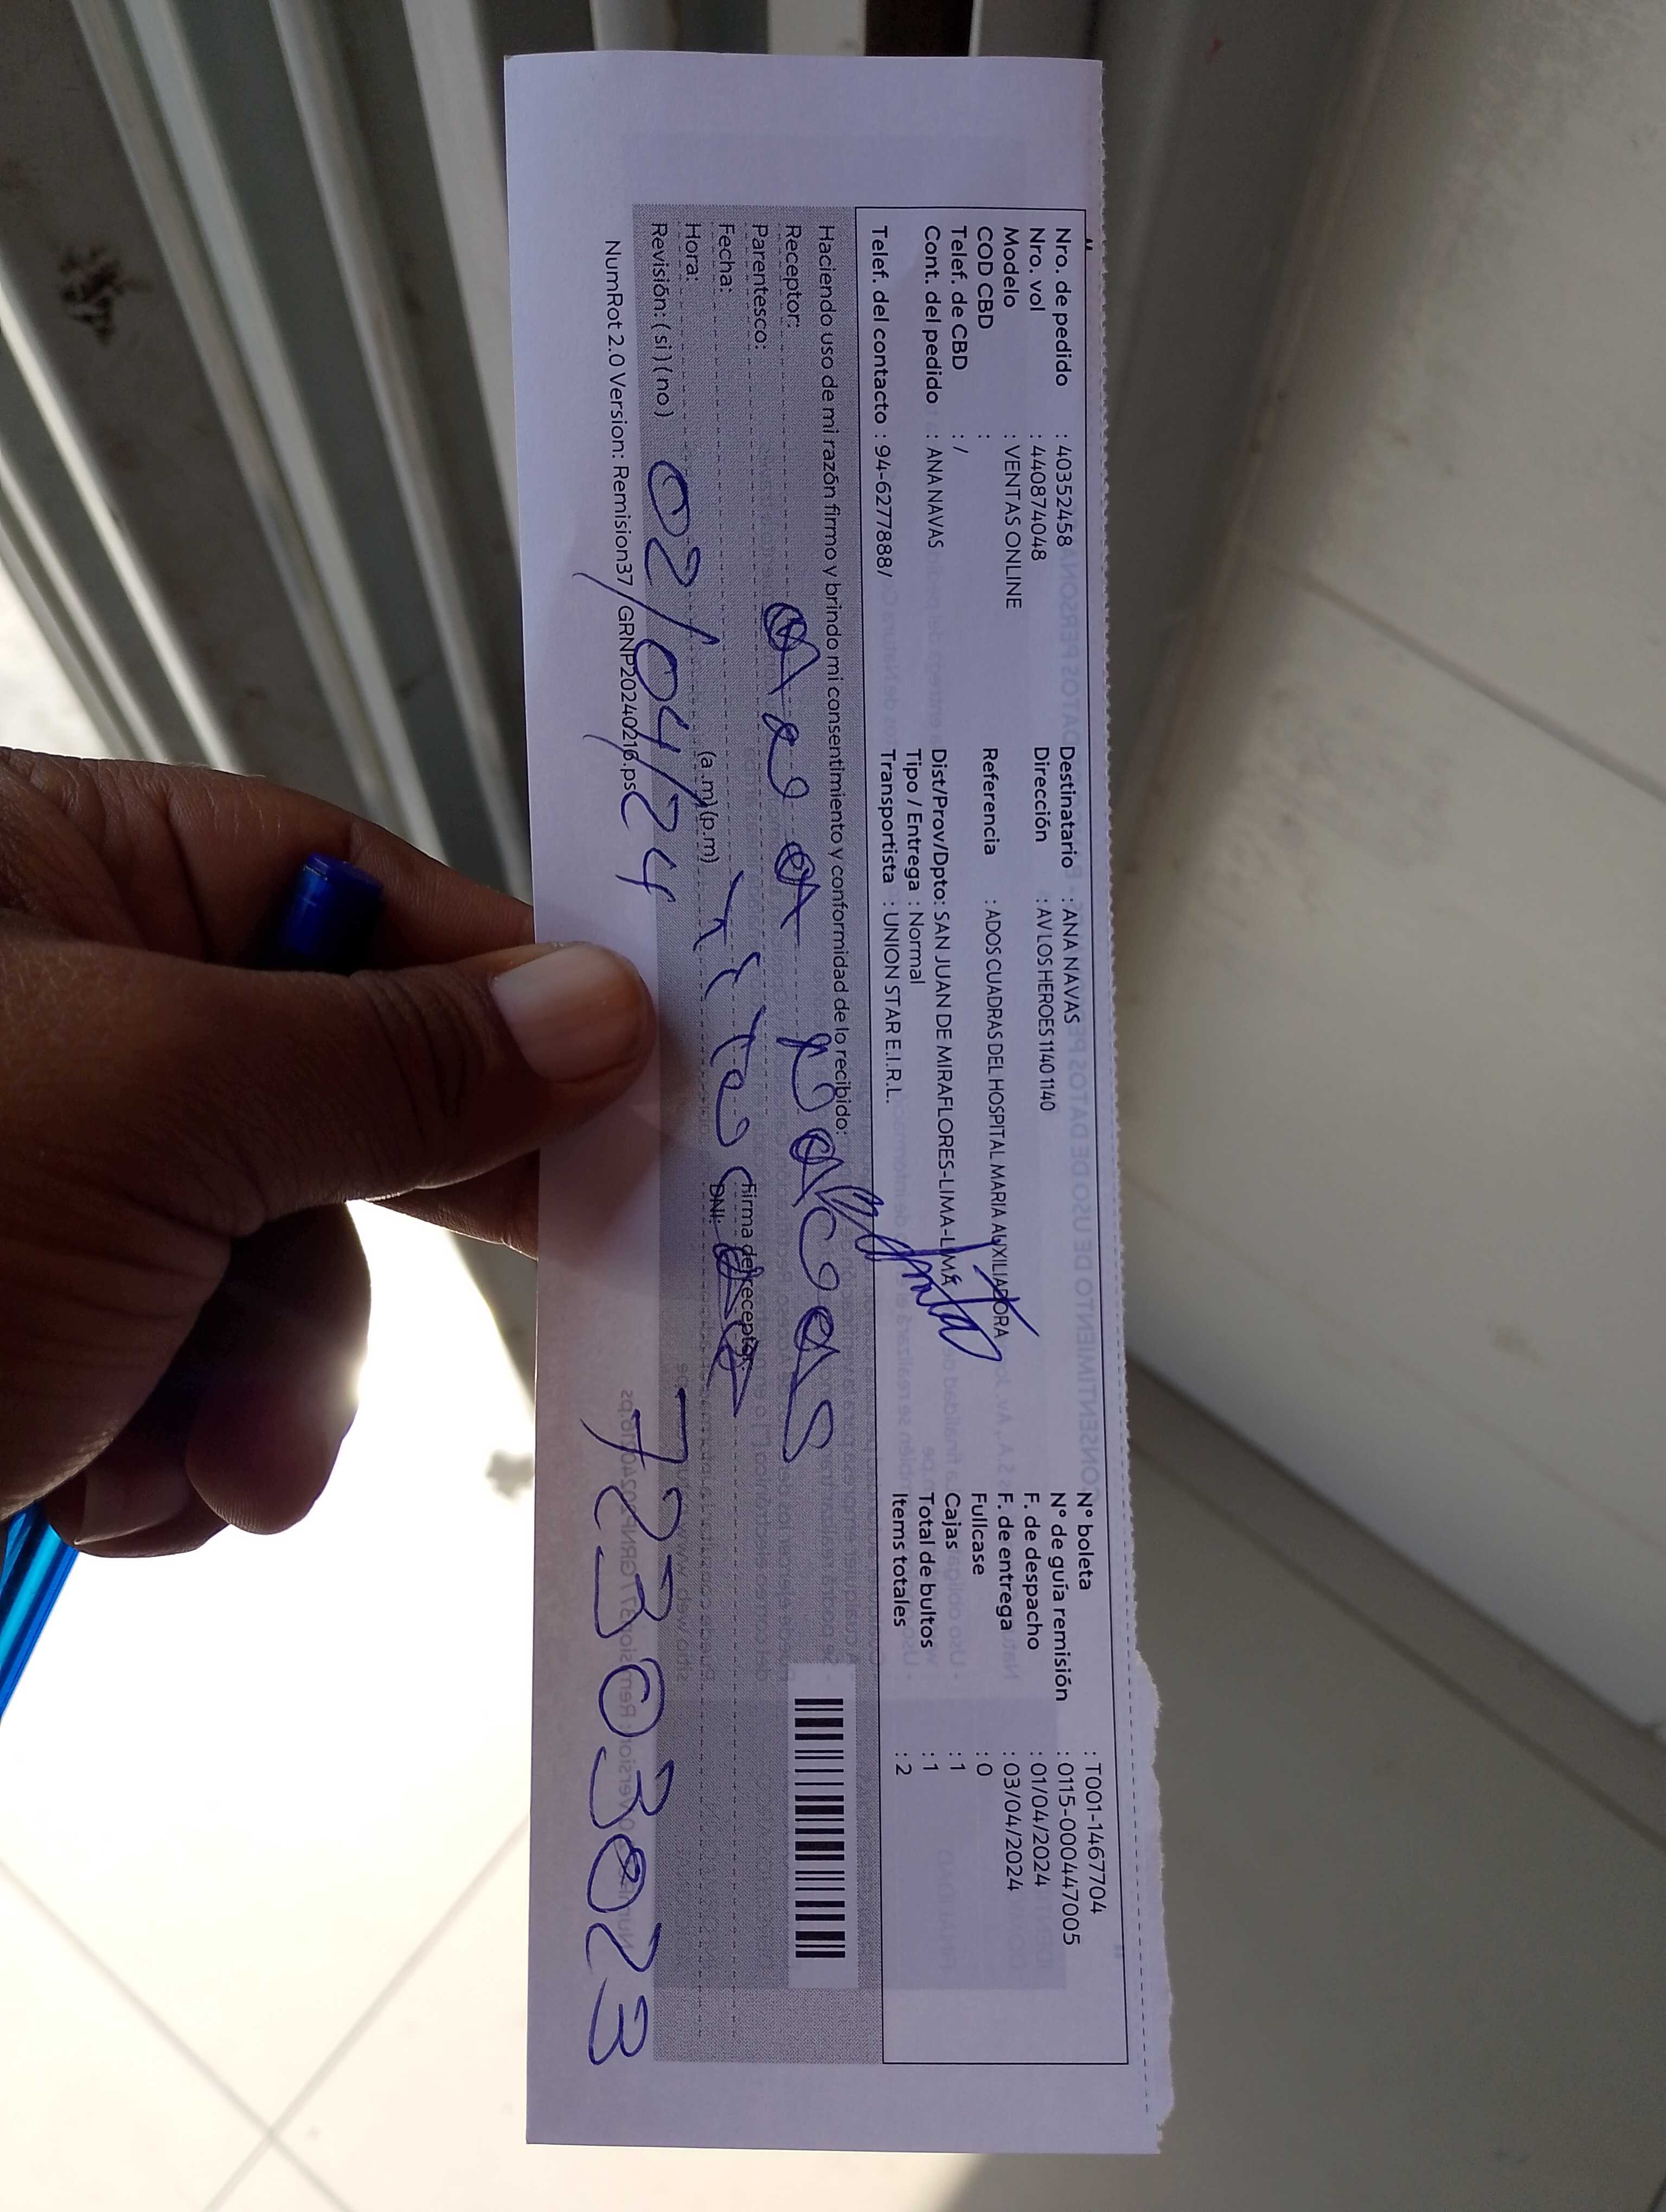 Nro. de pedido : 40352458
Nro. vol : 440874048
Modelo : VENTAS ONLINE
COD CBD :
Telef. de CBD : /
Cont. del pedido : ANA NAVAS
Telef. del contacto : 94-6277888/
Destinatario : ANA NAVAS
Dirección : AV LOS HEROES 1140 1140
Referencia : ADOS CUADRAS DEL HOSPITAL MARIA AUXILIADORA
Dist/Prov/Dpto: SAN JUAN DE MIRAFLORES-LIMA-LIMA
Tipo / Entrega : Normal
Transportista : UNION STAR E.I.R.L.
N° boleta : T001-1467704
N° de guía remisión : 0115-000447005
F. de despacho : 01/04/2024
F. de entrega : 03/04/2024
Fullcase : 0
Cajas : 1
Total de bultos : 1
Items totales : 2
Haciendo uso de mi razón firmo y brindo mi consentimiento y conformidad de lo recibido:
Receptor:
Parentesco:
Fecha:
Hora: (a.m)(p.m)
Revisión: (si) (no)
Firma del receptor:
DNI:
02/04/24
72303023
NumRot 2.0 Version: Remision37 / GRNP20240216.ps